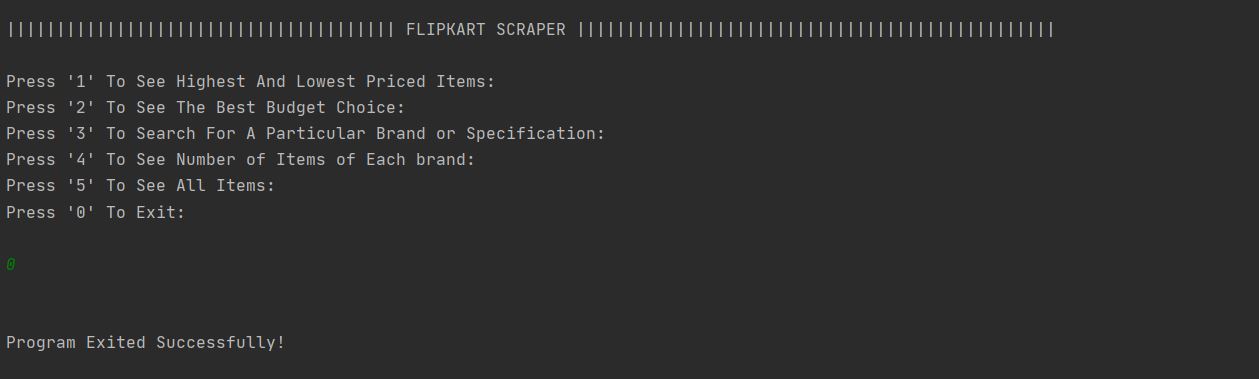 ||||||||||||||||||||||||||||||||||||||| FLIPKART SCRAPER ||||||||||||||||||||||||||||||||||||||||||||||||
Press '1' To See Highest And Lowest Priced Items:
Press '2' To See The Best Budget Choice:
Press '3' To Search For A Particular Brand or Specification:
Press '4' To See Number of Items of Each brand:
Press '5' To See All Items:
Press '0' To Exit:
0
Program Exited Successfully!